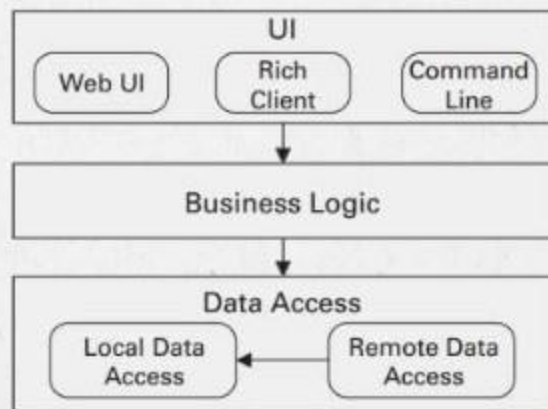 UI
Web UI
Rich
Client
Command
Line
Business Logic
Data Access
Local Data
Access
Remote Data
Access